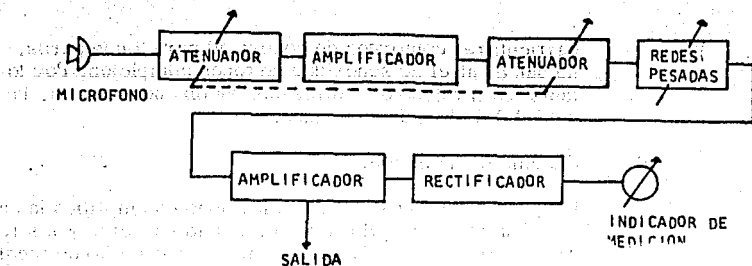 ATENUADOR
AMPLIFICADOR
ATENUADOR
REDES
PESADAS
MICROFONO
AMPLIFICADOR
RECTIFICADOR
INDICADOR DE
MEDICION
SALIDA